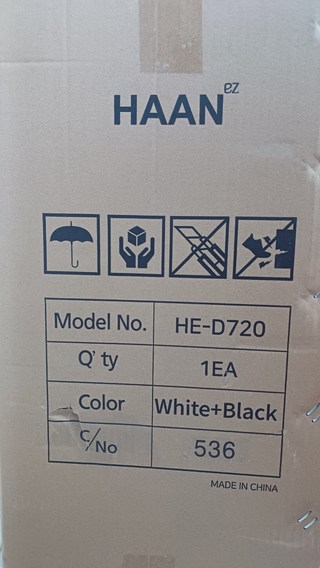 HAAN ez
Model No. HE-D720
Q' ty 1EA
Color White+Black
C/No 536
MADE IN CHINA